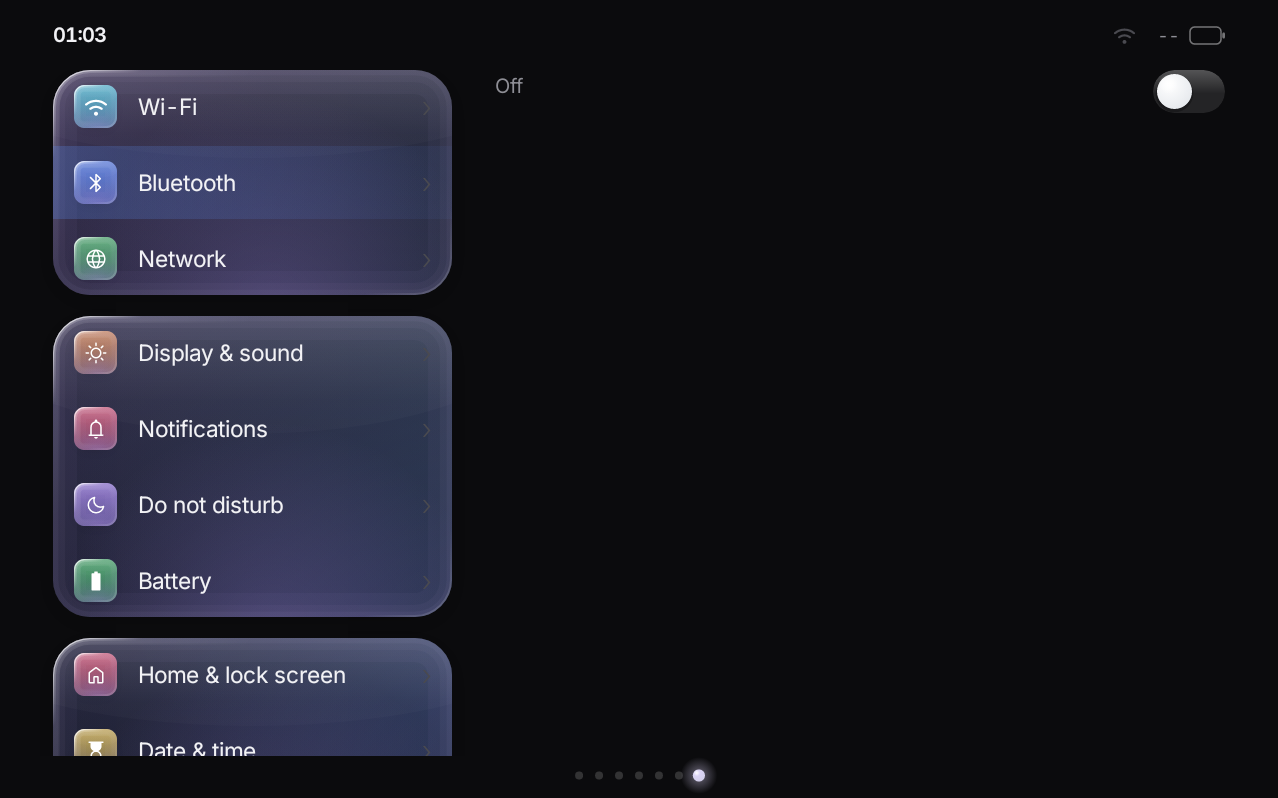 01:03
--
Wi-Fi
Off
Bluetooth
Network
Display & sound
Notifications
Do not disturb
Battery
Home & lock screen
Date & time